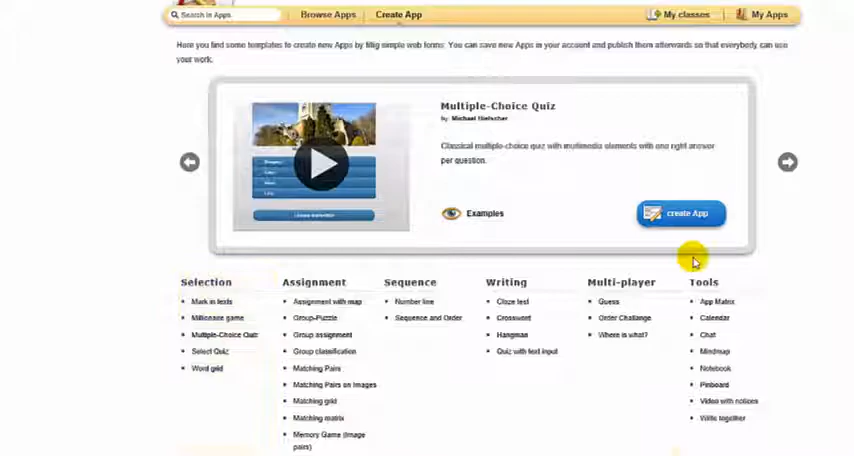 Search in Apps
Browse Apps
Create App
My classes
My Apps
Here you find some templates to create new Apps by fillig simple web forms. You can save new Apps in your account and publish them afterwards so that everybody can use
your work.
Multiple-Choice Quiz
by Michael Hielscher
Classical multiple-choice quiz with multimedia elements with one right answer
per question.
Examples
create App
Selection
Mark in texts
Millionaire game
Multiple-Choice Quiz
Select Quiz
Word grid
Assignment
Assignment with map
Group-Puzzle
Group assignment
Group classification
Matching Pairs
Matching Pairs on Images
Matching grid
Matching matrix
Memory Game (Image
pairs)
Sequence
Number line
Sequence and Order
Writing
Cloze text
Crossword
Hangman
Quiz with text input
Multi-player
Guess
Order Challange
Where is what?
Tools
App Matrix
Calendar
Chat
Mindmap
Notebook
Pinboard
Video with notices
Write together